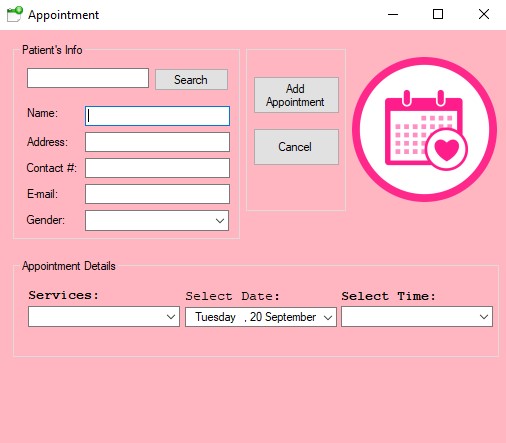 Appointment
Patient's Info
Search
Name:
Address:
Contact #:
E-mail:
Gender:
Add
Appointment
Cancel
Appointment Details
Services:
Select Date:
Select Time:
Tuesday , 20 September